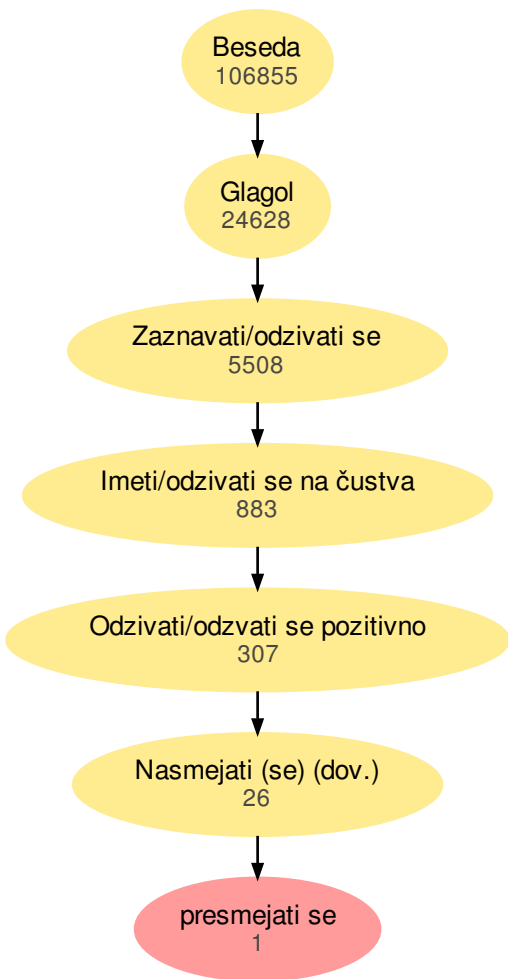 Beseda
106855
Glagol
24628
Zaznavati/odzivati se
5508
Imeti/odzivati se na čustva
883
Odzivati/odzvati se pozitivno
307
Nasmejati (se) (dov.)
26
presmejati se
1